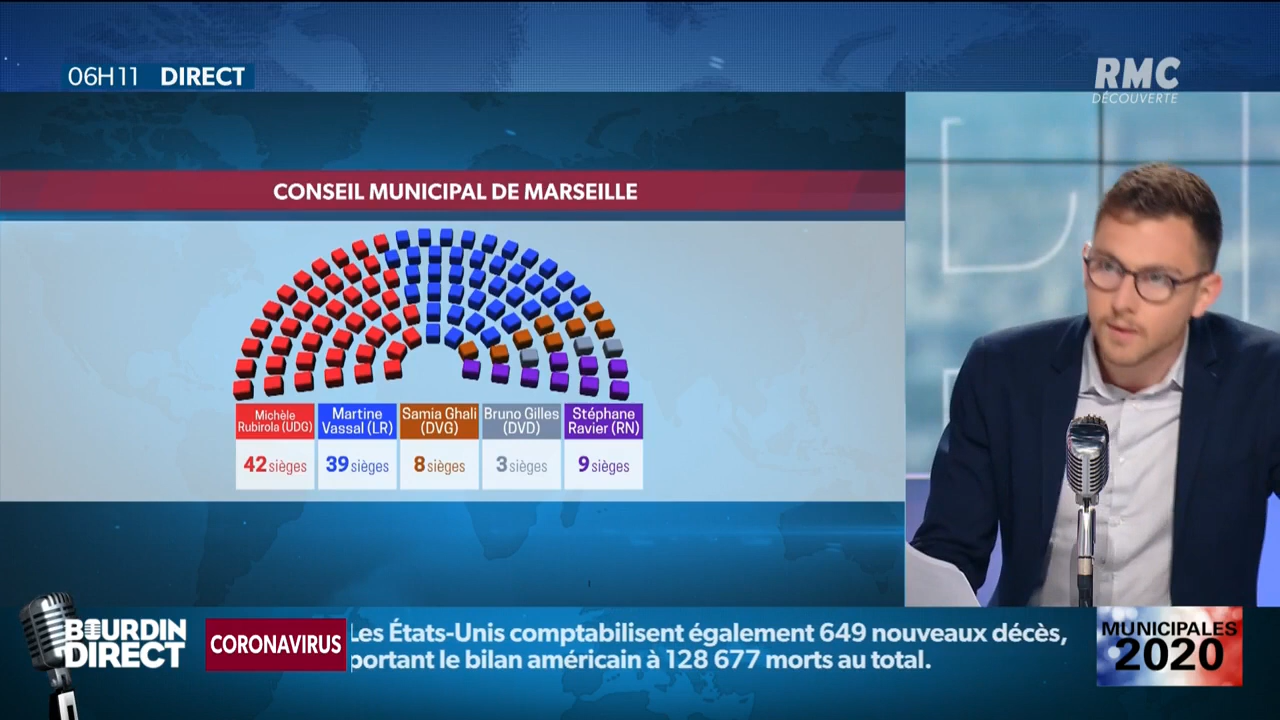 06H11 DIRECT
RMC
DÉCOUVERTE
CONSEIL MUNICIPAL DE MARSEILLE
Michèle
Rubirola (UDG)
42 sièges
Martine
Vassal (LR)
39 sièges
Samia Ghali
(DVG)
8 sièges
Bruno Gilles
(DVD)
3 sièges
Stéphane
Ravier (RN)
9 sièges
BOURDIN
DIRECT
CORONAVIRUS
Les États-Unis comptabilisent également 649 nouveaux décès,
portant le bilan américain à 128 677 morts au total.
MUNICIPALES
2020